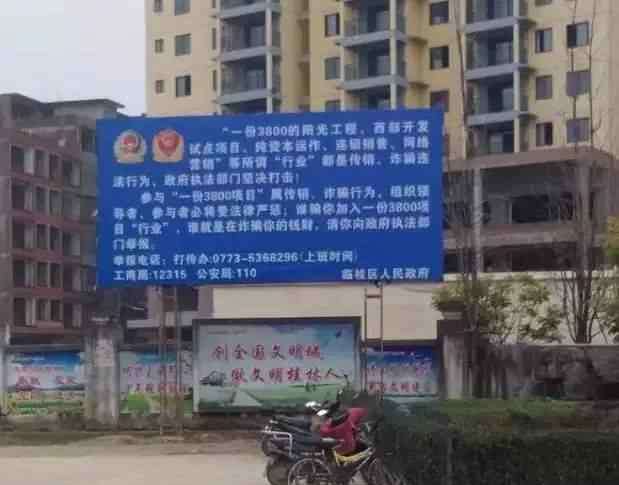 “一份3800的阳光工程、西部开发
试点项目、纯资本运作、连锁销售、网络
营销”等所谓“行业”都是传销、诈骗违
法行为，政府执法部门坚决打击！
参与“一份3800项目”属传销、诈骗行为，组织领
导者、参与者必将受法律严惩；谁骗你加入一份3800项
目“行业”，谁就是在诈骗你的钱财，请你向政府执法部
门举报。
举报电话：打传办:0773-5368296(上班时间)
工商局:12315 公安局:110 临桂区人民政府
创全国文明城
做文明桂林人